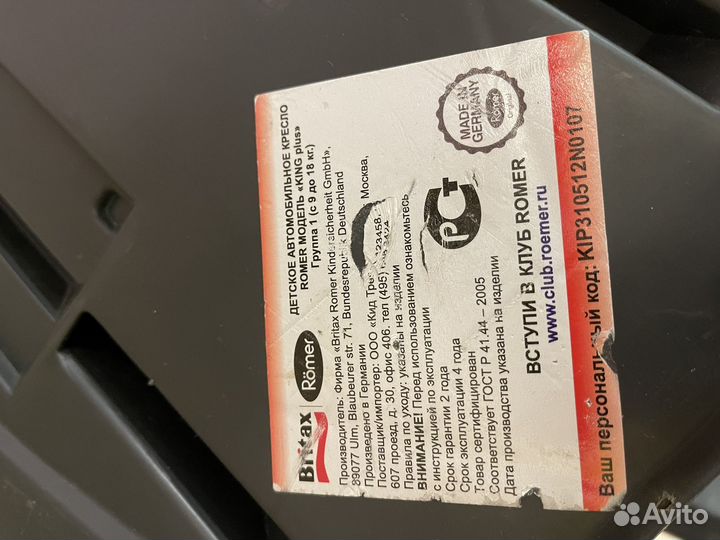 Britax
Römer
ДЕТСКОЕ АВТОМОБИЛЬНОЕ КРЕСЛО
ROMER МОДЕЛЬ «KING plus»
Группа 1 (с 9 до 18 кг.)
Производитель: Фирма «Britax Romer Kindersicherheit GmbH»,
89077 Ulm, Blaubeurer str. 71, Bundesrepublik Deutschland
Произведено в Германии
Поставщик/импортер: ООО «Кид Москва,
607 проезд, д. 30, офис 406. тел (495)
Правила по уходу: указаны на изделии
ВНИМАНИЕ! Перед использованием ознакомьтесь
с инструкцией по эксплуатации
Срок гарантии 2 года
Срок эксплуатации 4 года
Товар сертифицирован
Соответствует ГОСТ Р 41.44 – 2005
Дата производства указана на изделии
MADE IN
GERMANY
Römer
РСТ
ВСТУПИ В КЛУБ ROMER
www.club.roemer.ru
Ваш персональный код: KIP310512N0107
Avito